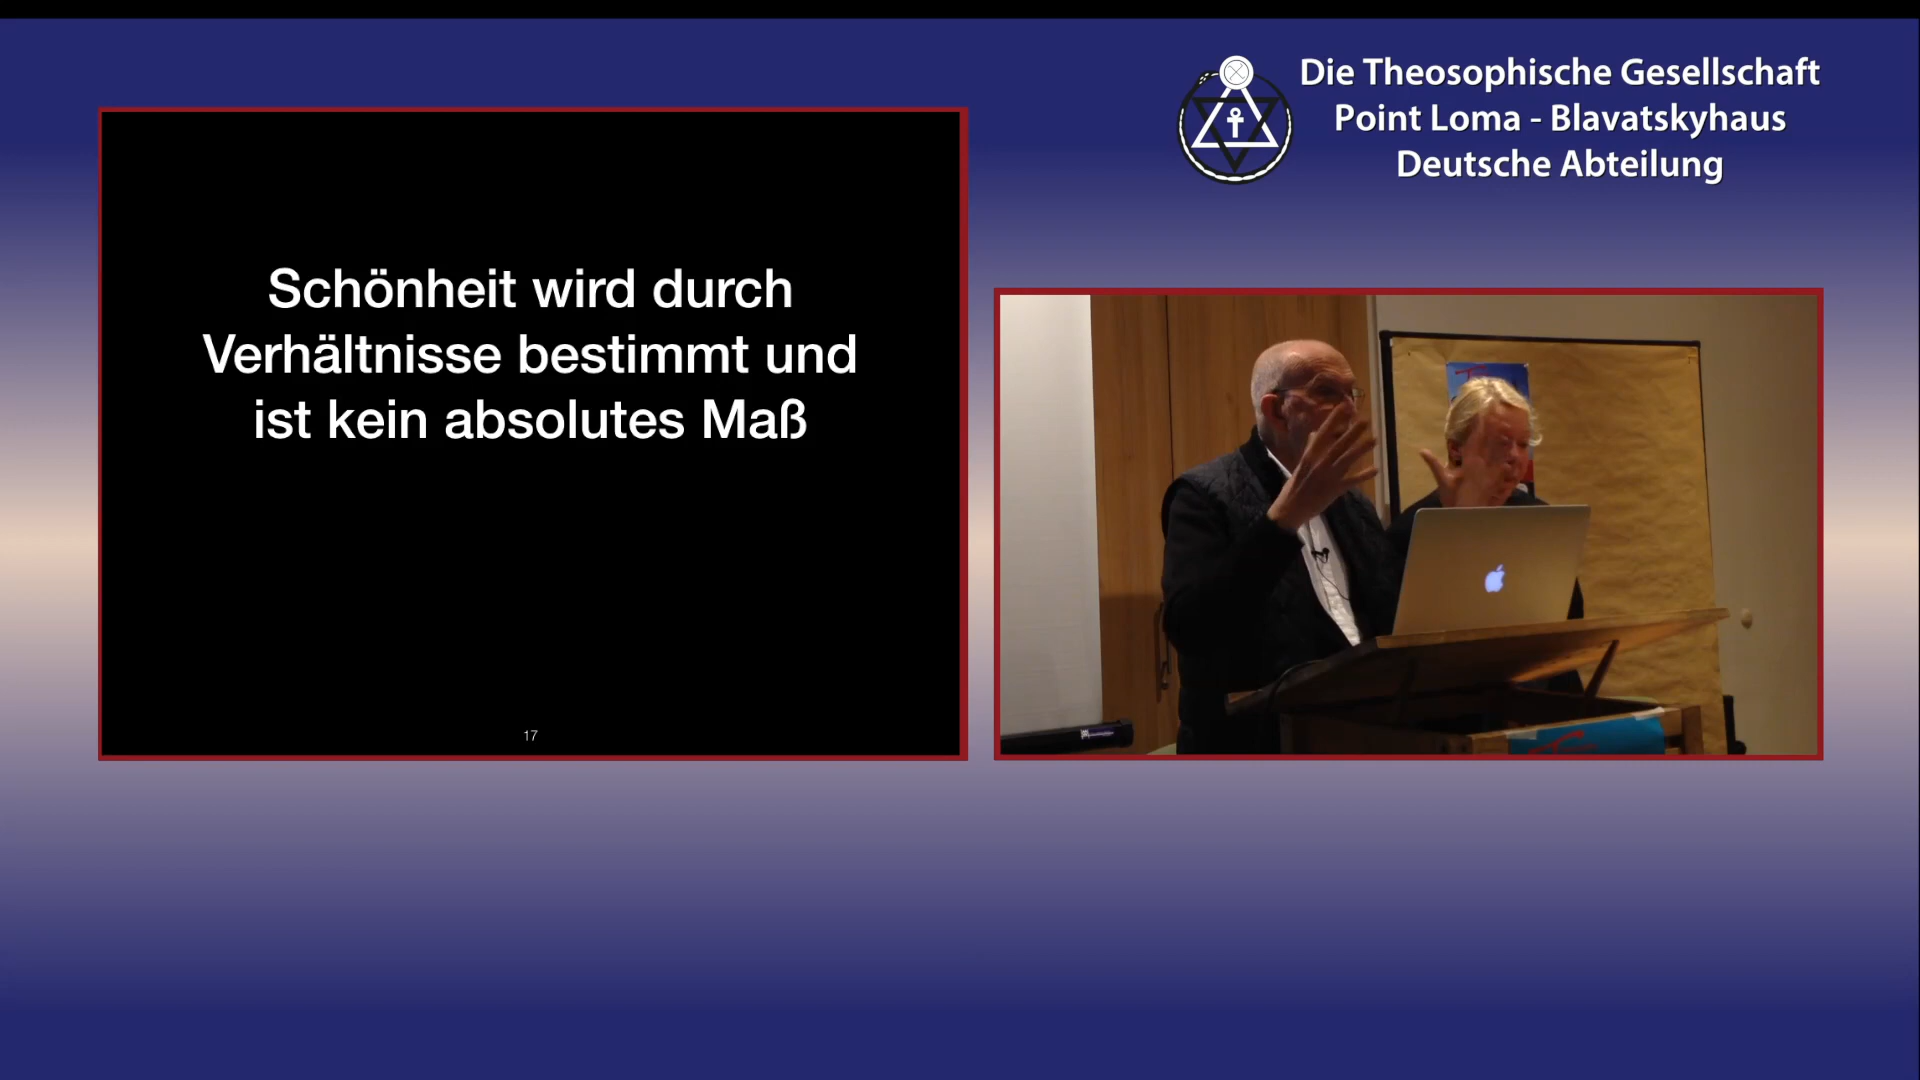 Die Theosophische Gesellschaft
Point Loma - Blavatskyhaus
Deutsche Abteilung
Schönheit wird durch
Verhältnisse bestimmt und
ist kein absolutes Maß
17